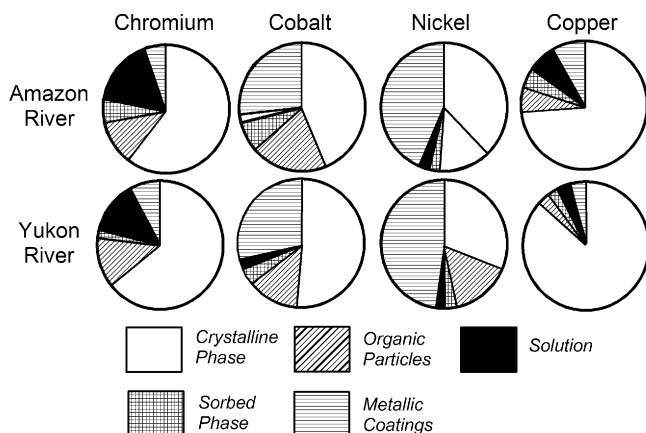 Chromium Cobalt Nickel Copper
Amazon
River
Yukon
River
Crystalline
Phase
Organic
Particles
Solution
Sorbed
Phase
Metallic
Coatings